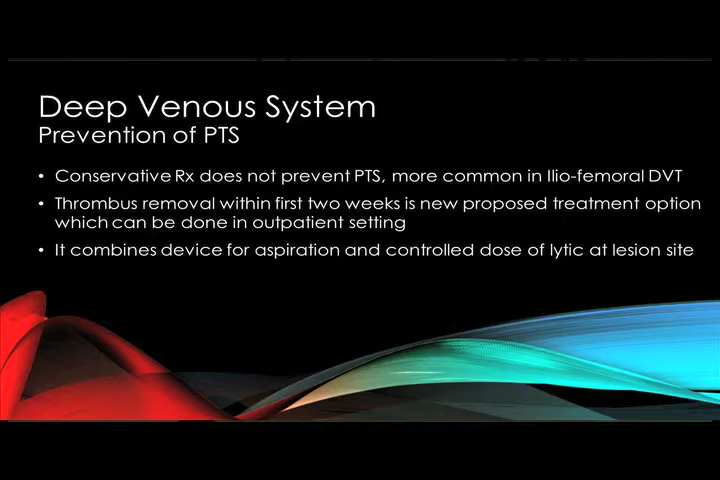 Deep Venous System
Prevention of PTS
• Conservative Rx does not prevent PTS, more common in Ilio-femoral DVT
• Thrombus removal within first two weeks is new proposed treatment option
which can be done in outpatient setting
• It combines device for aspiration and controlled dose of lytic at lesion site